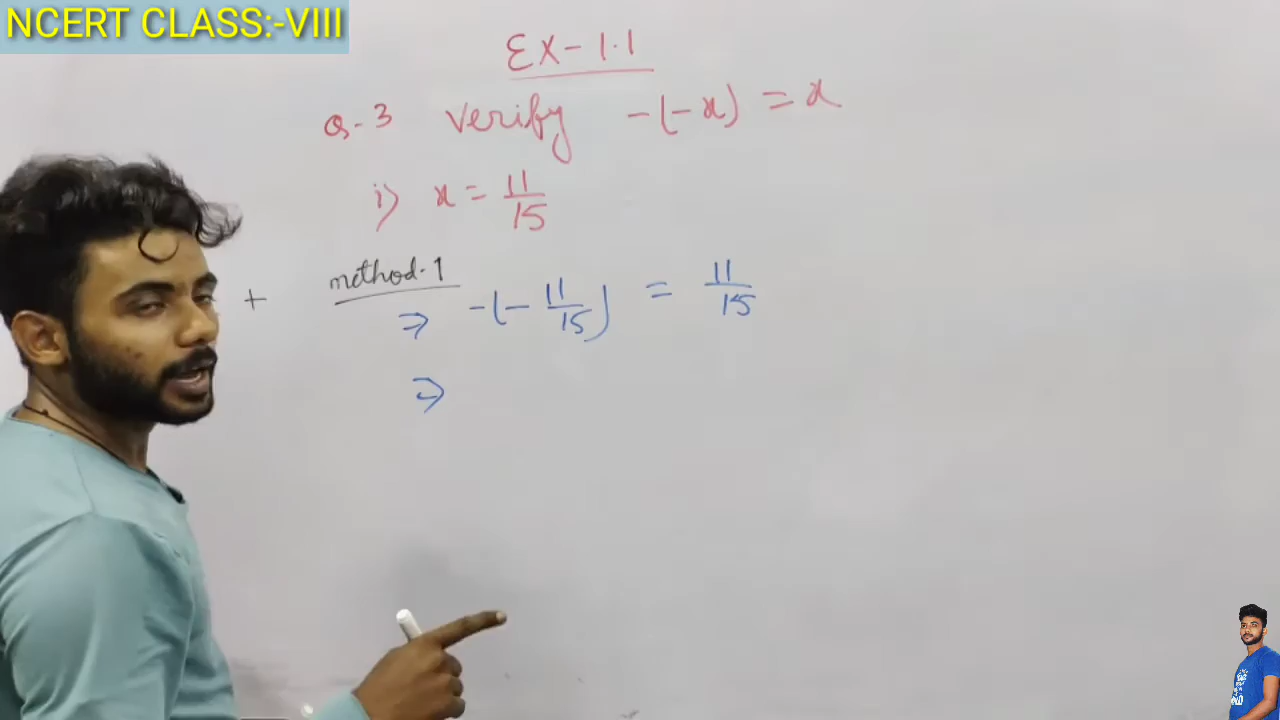 NCERT CLASS:-VIII
Ex-1.1
Q-3 Verify -(-x) = x
i) x = 11/15
method-1
+ ⇒ -(-11/15) = 11/15
⇒